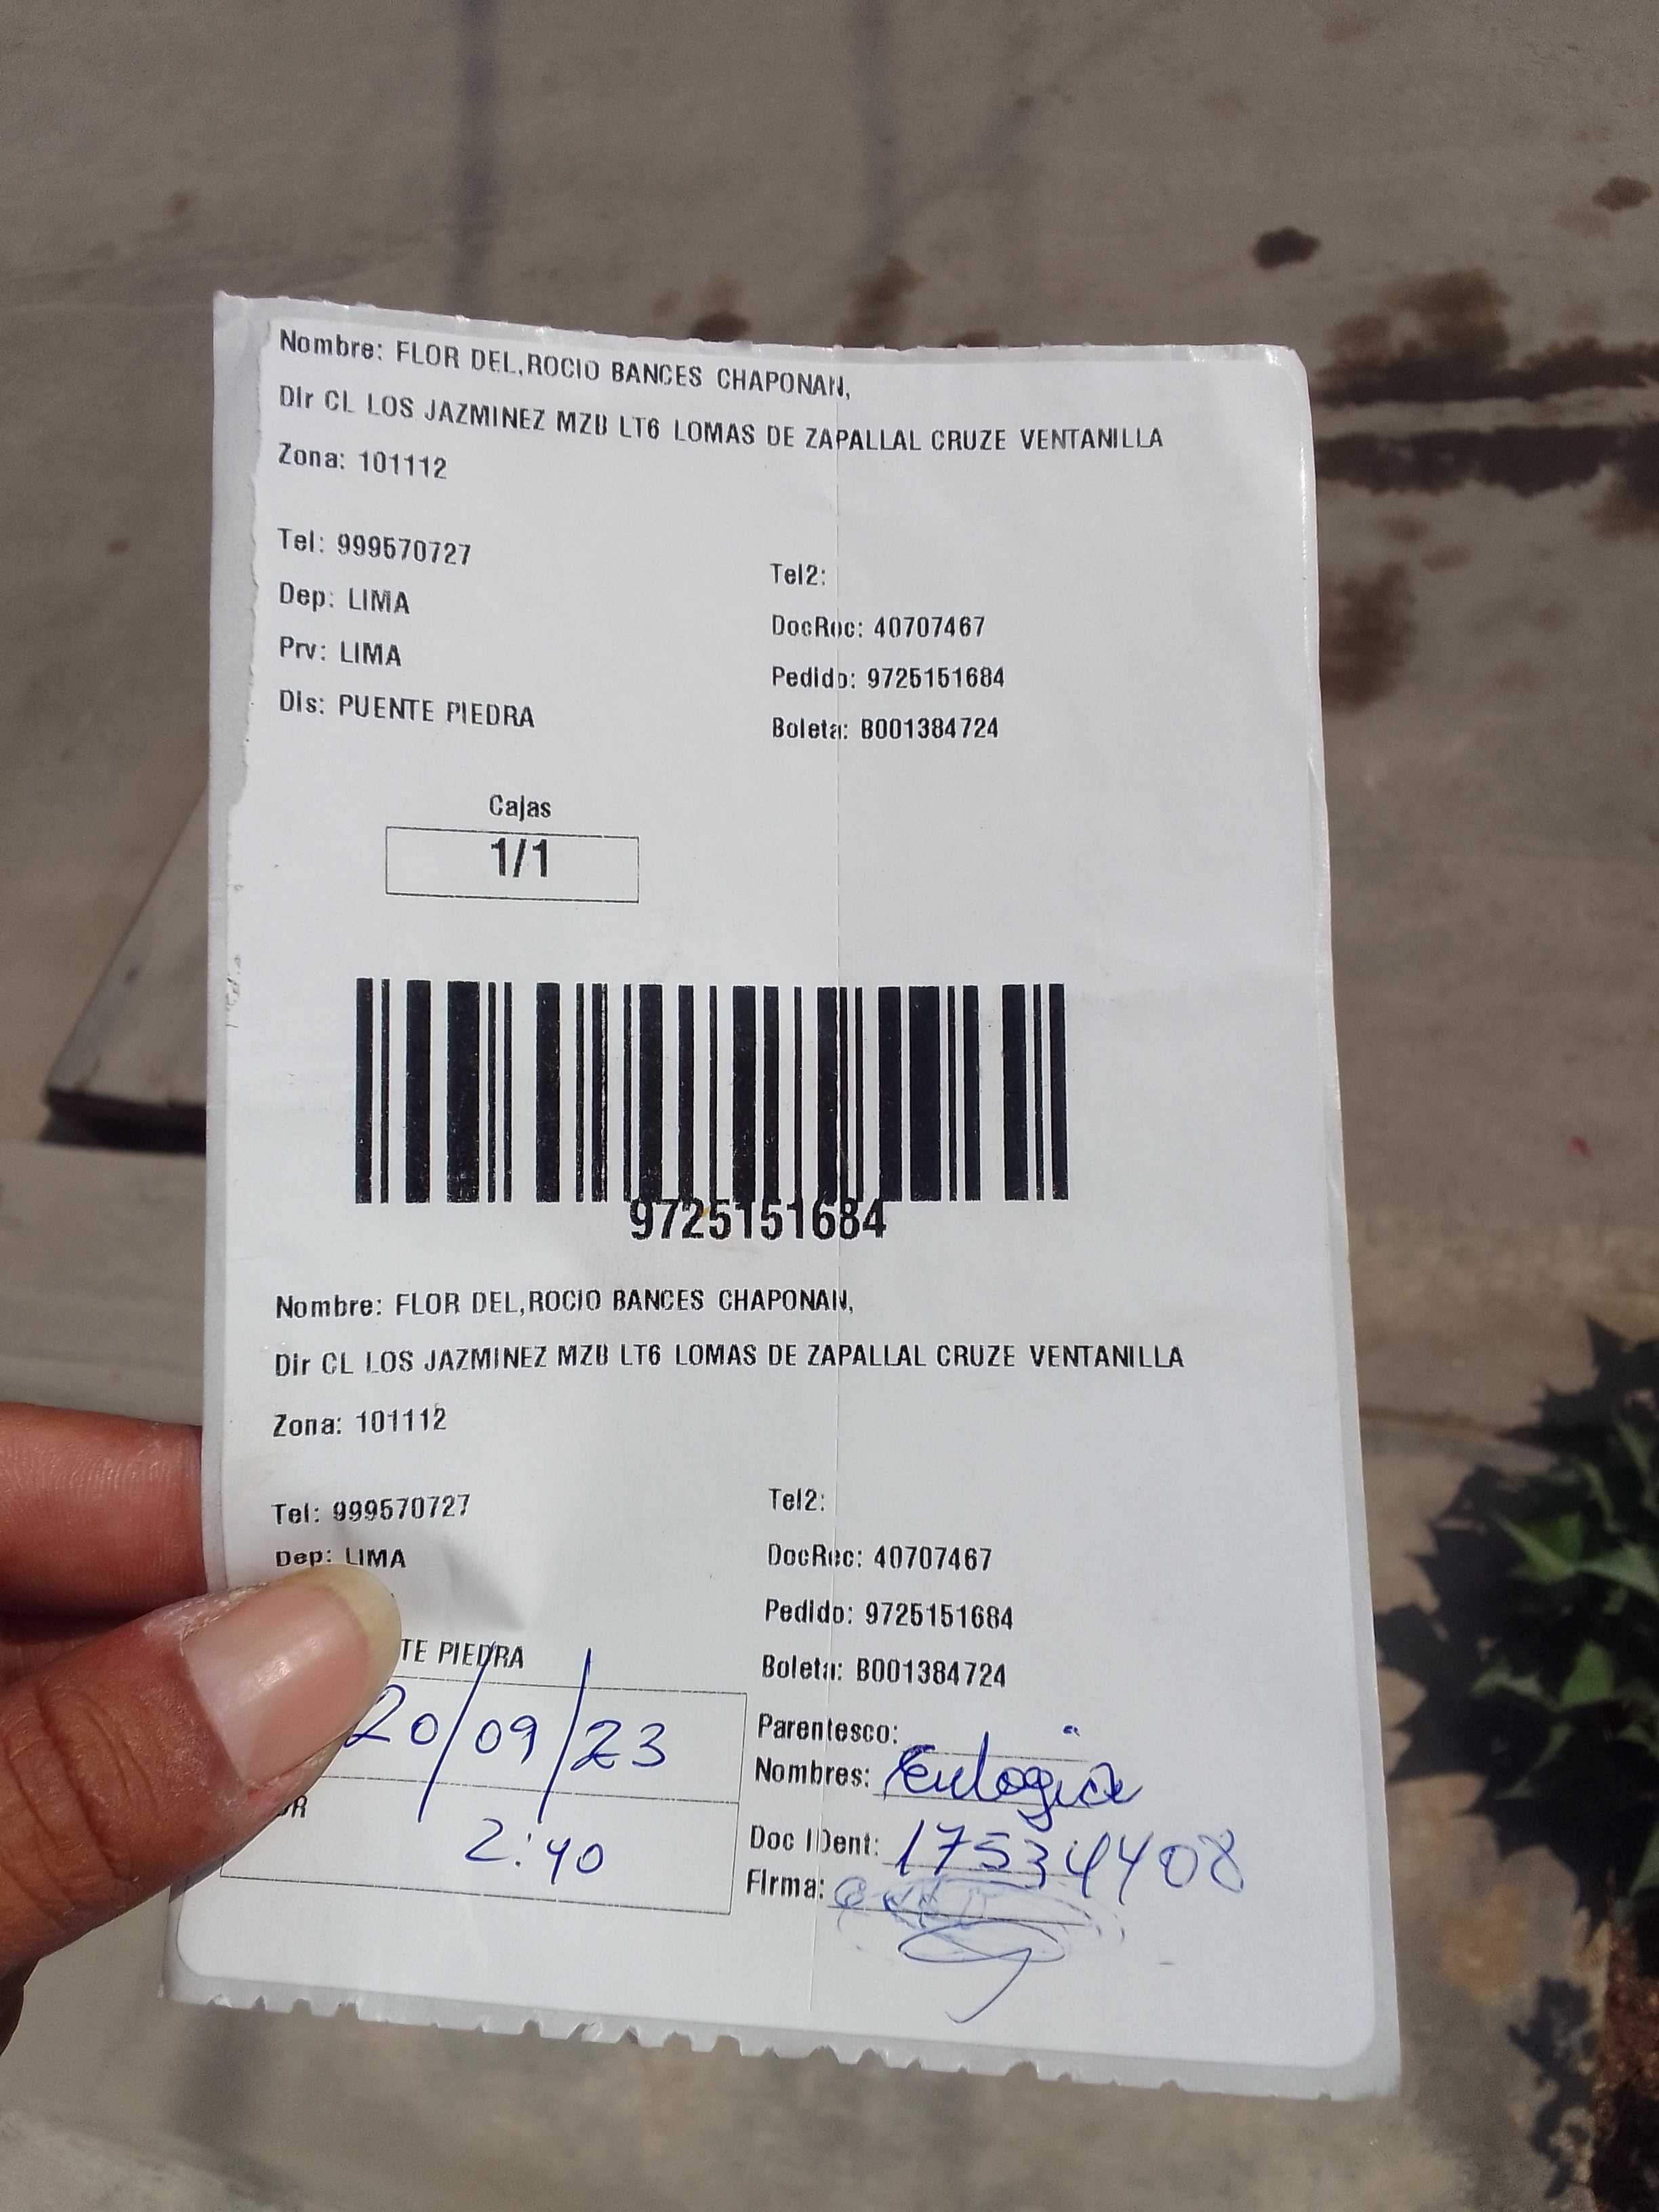 Nombre: FLOR DEL,ROCIO BANCES CHAPONAN,
Dir CL LOS JAZMINEZ MZB LT6 LOMAS DE ZAPALLAL CRUZE VENTANILLA
Zona: 101112
Tel: 999570727
Tel2:
Dep: LIMA
DocRec: 40707467
Prv: LIMA
Pedido: 9725151684
Dis: PUENTE PIEDRA
Boleta: B001384724
Cajas
1/1
9725151684
Nombre: FLOR DEL,ROCIO BANCES CHAPONAN,
Dir CL LOS JAZMINEZ MZB LT6 LOMAS DE ZAPALLAL CRUZE VENTANILLA
Zona: 101112
Tel: 999570727
Tel2:
Dep: LIMA
DocRec: 40707467
Pedido: 9725151684
TE PIEDRA
Boleta: B001384724
20/09/23
Parentesco:
Nombres: Eulogia
2:40
Doc IDent: 17534408
Firma: